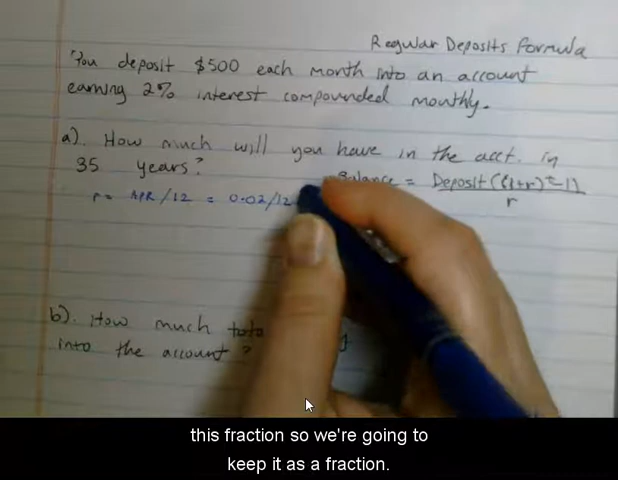 Regular Deposits Formula
You deposit $500 each month into an account
earning 2% interest compounded monthly.
a). How much will you have in the acct. in
35 years?
Balance = Deposit((1+r)
r
r = APR/12 = 0.02/12
b). How much
into the account?
this fraction so we're going to
keep it as a fraction.